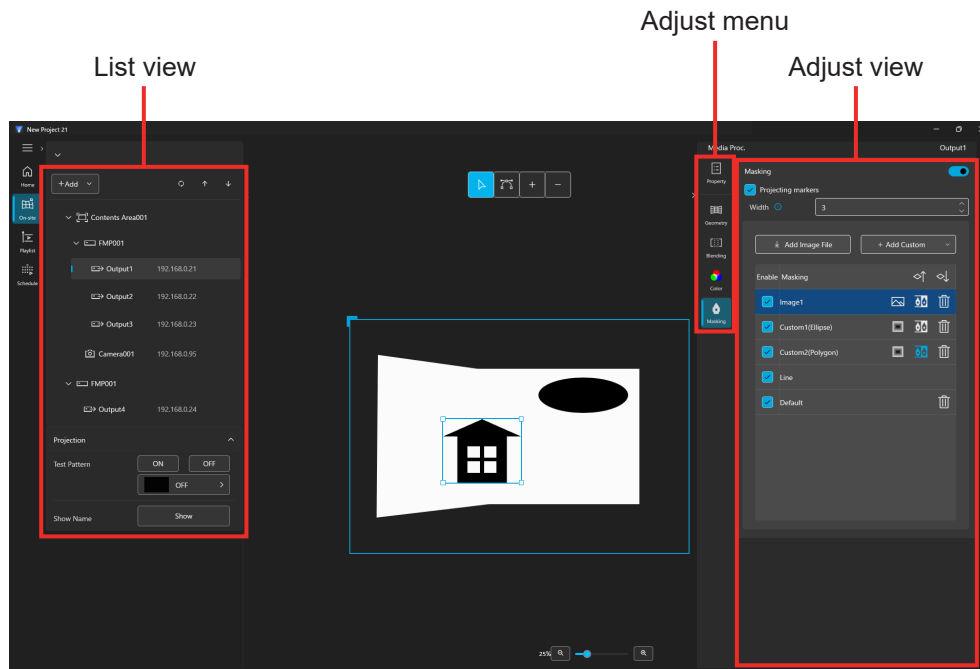 Adjust menu
List view
Adjust view
New Project 21
Media Proc.
Output1
Home
On-site
Playlist
Schedule
+Add
Contents Area001
FMP001
Output1 192.168.0.21
Output2 192.168.0.22
Output3 192.168.0.23
Camera001 192.168.0.95
FMP001
Output4 192.168.0.24
Projection
Test Pattern ON OFF
OFF
Show Name Show
25%
Property
Geometry
Blending
Color
Masking
Masking
Projecting markers
Width 3
Add Image File + Add Custom
Enable Masking
Image1
Custom1(Ellipse)
Custom2(Polygon)
Line
Default